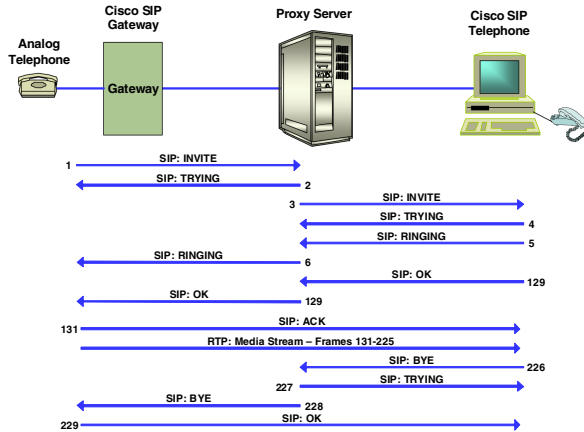 Cisco SIP
Gateway
Proxy Server
Cisco SIP
Telephone
Analog
Telephone
Gateway
1 SIP: INVITE
SIP: TRYING 2
3 SIP: INVITE
SIP: TRYING 4
SIP: RINGING 5
SIP: RINGING 6
SIP: OK 129
SIP: OK 129
131 SIP: ACK
RTP: Media Stream – Frames 131-225
SIP: BYE 226
227 SIP: TRYING
SIP: BYE 228
229 SIP: OK